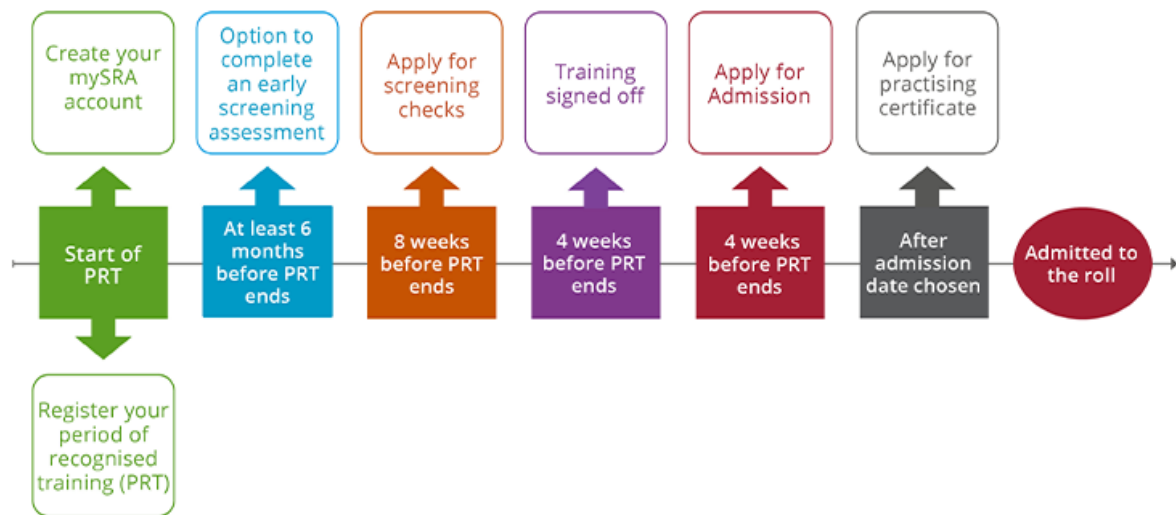 Create your
mySRA
account
Option to
complete
an early
screening
assessment
Apply for
screening
checks
Training
signed off
Apply for
Admission
Apply for
practising
certificate
Start of
PRT
At least 6
months
before PRT
ends
8 weeks
before PRT
ends
4 weeks
before PRT
ends
4 weeks
before PRT
ends
After
admission
date chosen
Admitted to
the roll
Register your
period of
recognised
training (PRT)